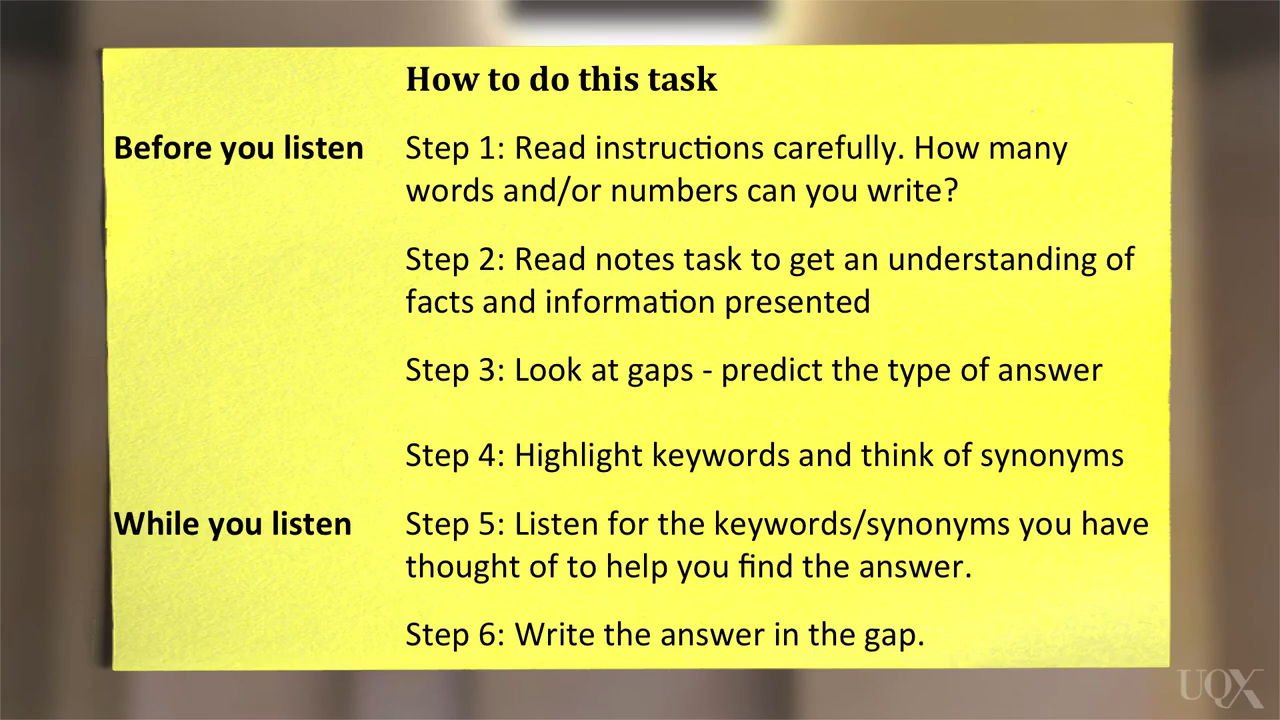 How to do this task
Before you listen
Step 1: Read instructions carefully. How many
words and/or numbers can you write?
Step 2: Read notes task to get an understanding of
facts and information presented
Step 3: Look at gaps - predict the type of answer
Step 4: Highlight keywords and think of synonyms
While you listen
Step 5: Listen for the keywords/synonyms you have
thought of to help you find the answer.
Step 6: Write the answer in the gap.
UQX